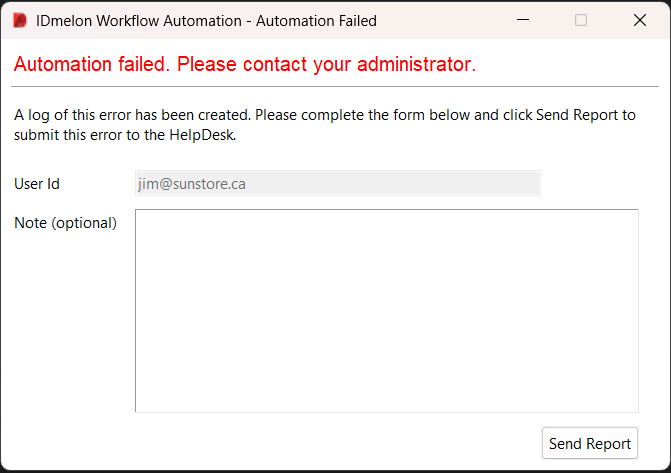 IDmelon Workflow Automation - Automation Failed
Automation failed. Please contact your administrator.
A log of this error has been created. Please complete the form below and click Send Report to
submit this error to the HelpDesk.
User Id
jim@sunstore.ca
Note (optional)
Send Report